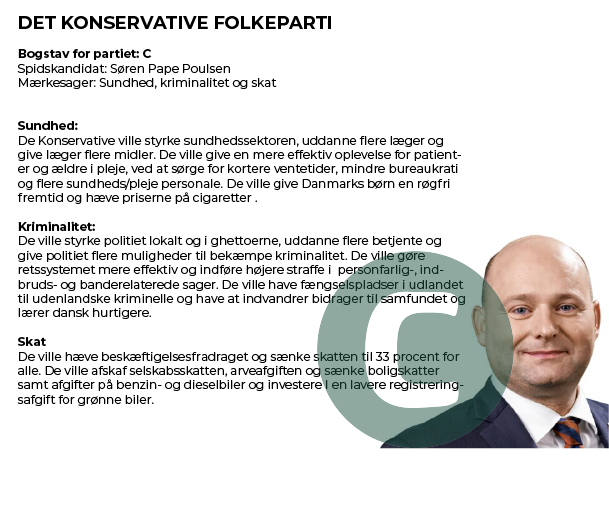 DET KONSERVATIVE FOLKEPARTI
Bogstav for partiet: C
Spidskandidat: Søren Pape Poulsen
Mærkesager: Sundhed, kriminalitet og skat
Sundhed:
De Konservative ville styrke sundhedssektoren, uddanne flere læger og
give læger flere midler. De ville give en mere effektiv oplevelse for patient-
er og ældre i pleje, ved at sørge for kortere ventetider, mindre bureaukrati
og flere sundheds/pleje personale. De ville give Danmarks børn en røgfri
fremtid og hæve priserne på cigaretter .
Kriminalitet:
De ville styrke politiet lokalt og i ghettoerne, uddanne flere betjente og
give politiet flere muligheder til bekæmpe kriminalitet. De ville gøre
retssystemet mere effektiv og indføre højere straffe i  personfarlig-, ind-
bruds- og banderelaterede sager. De ville have fængselspladser i udlandet
til udenlandske kriminelle og have at indvandrer bidrager til samfundet og
lærer dansk hurtigere.
Skat
De ville hæve beskæftigelsesfradraget og sænke skatten til 33 procent for
alle. De ville afskaf selskabsskatten, arveafgiften og sænke boligskatter
samt afgifter på benzin- og dieselbiler og investere I en lavere registrering-
safgift for grønne biler.
C